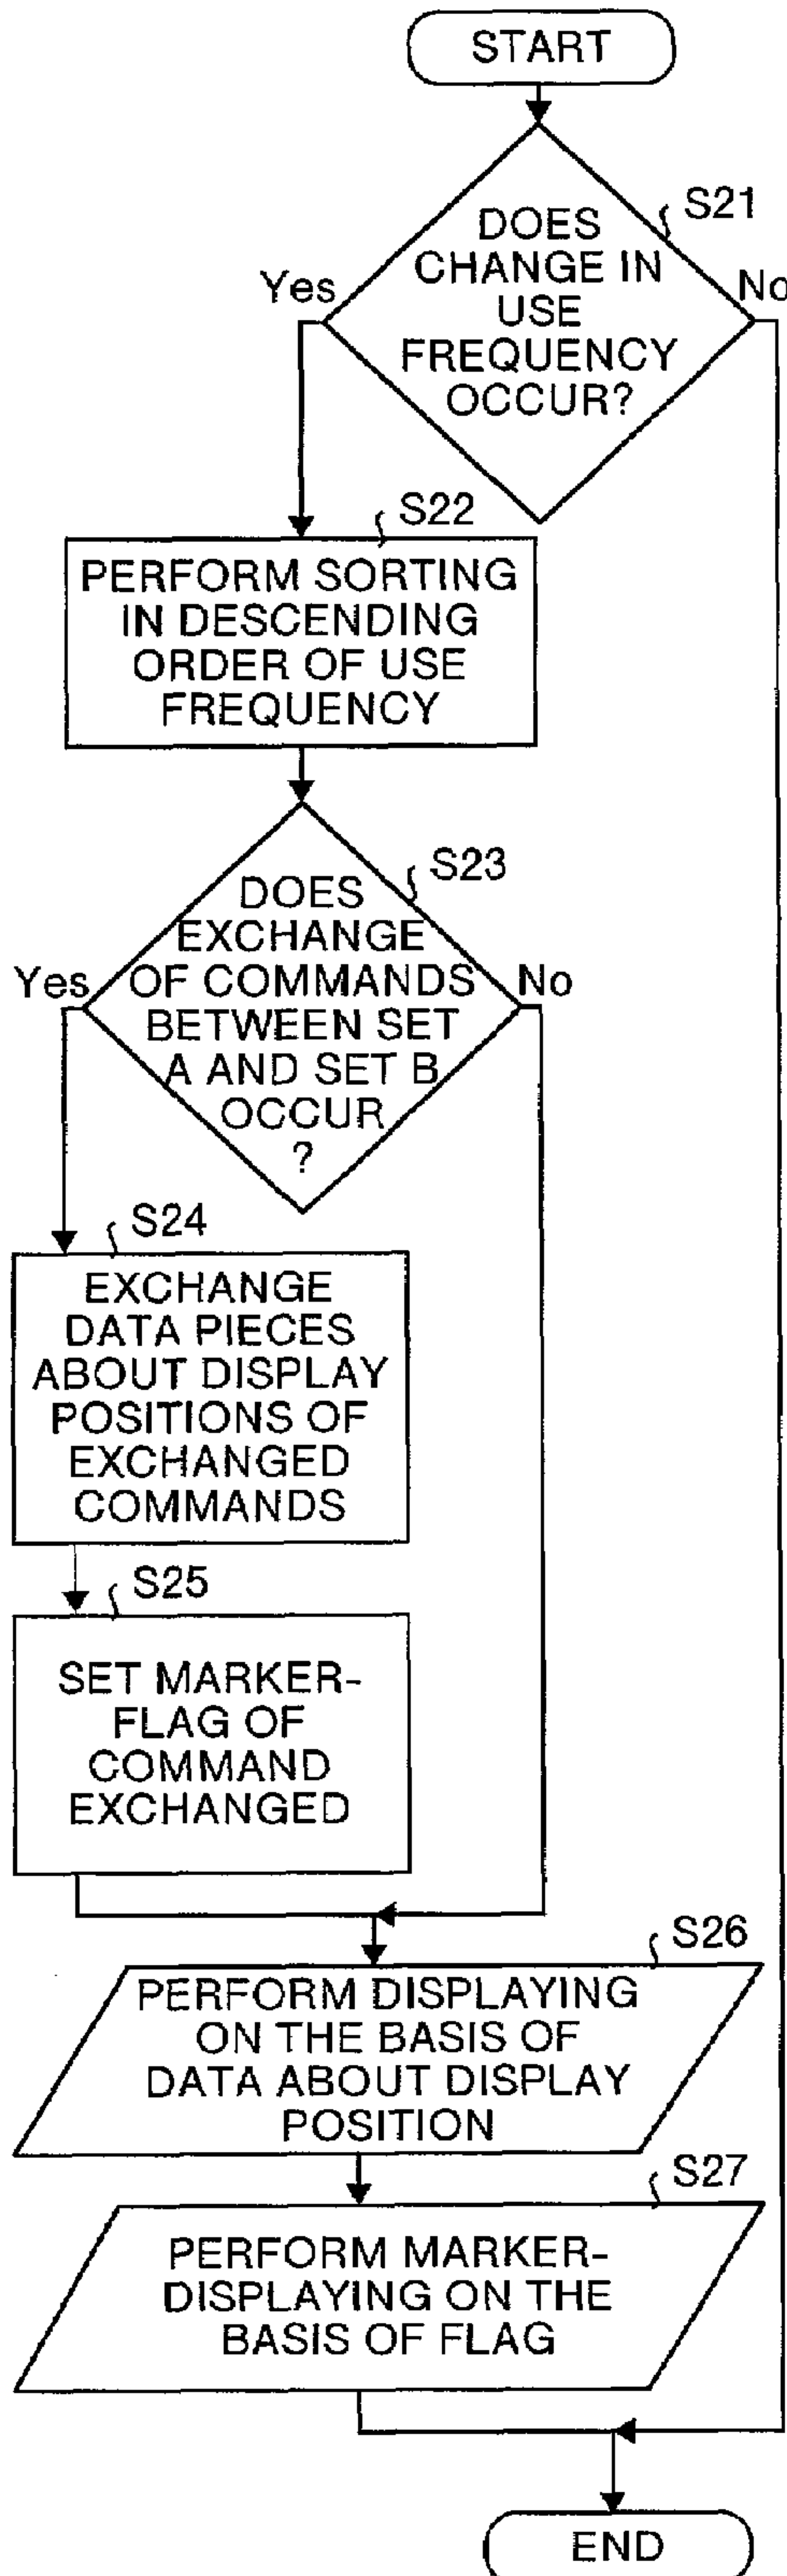 START
S21
DOES
CHANGE IN
USE
FREQUENCY
OCCUR?
Yes
No
S22
PERFORM SORTING
IN DESCENDING
ORDER OF USE
FREQUENCY
S23
DOES
EXCHANGE
OF COMMANDS
BETWEEN SET
A AND SET B
OCCUR
?
Yes
No
S24
EXCHANGE
DATA PIECES
ABOUT DISPLAY
POSITIONS OF
EXCHANGED
COMMANDS
S25
SET MARKER-
FLAG OF
COMMAND
EXCHANGED
S26
PERFORM DISPLAYING
ON THE BASIS OF
DATA ABOUT DISPLAY
POSITION
S27
PERFORM MARKER-
DISPLAYING ON THE
BASIS OF FLAG
END